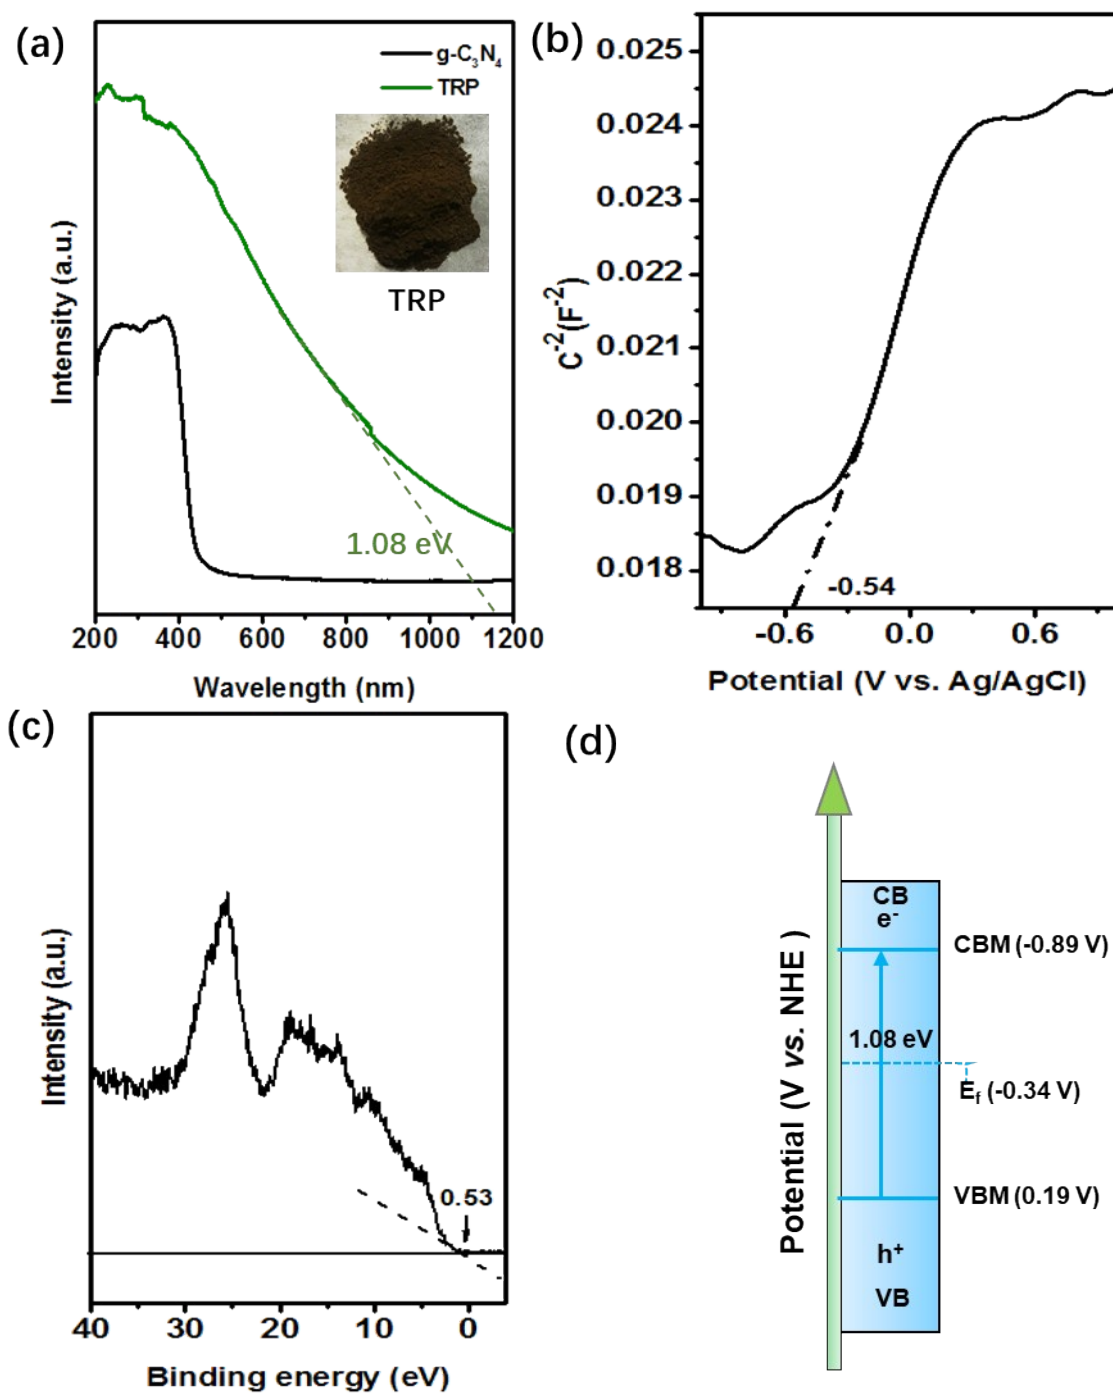 (a)
g-C₃N₄
TRP
TRP
1.08 eV
Intensity (a.u.)
200 400 600 800 1000 1200
Wavelength (nm)
(b)
0.025
0.024
0.023
0.022
0.021
0.020
0.019
0.018
C⁻²(F⁻²)
-0.54
-0.6 0.0 0.6
Potential (V vs. Ag/AgCl)
(c)
Intensity (a.u.)
0.53
40 30 20 10 0
Binding energy (eV)
(d)
Potential (V vs. NHE )
CB
e⁻
CBM (-0.89 V)
1.08 eV
E_f (-0.34 V)
VBM (0.19 V)
h⁺
VB